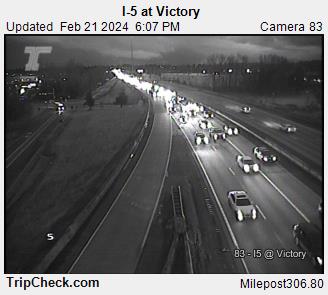 I-5 at Victory
Updated Feb 21 2024 6:07 PM Camera 83
S
83 - I5 @ Victory
TripCheck.com Milepost306.80